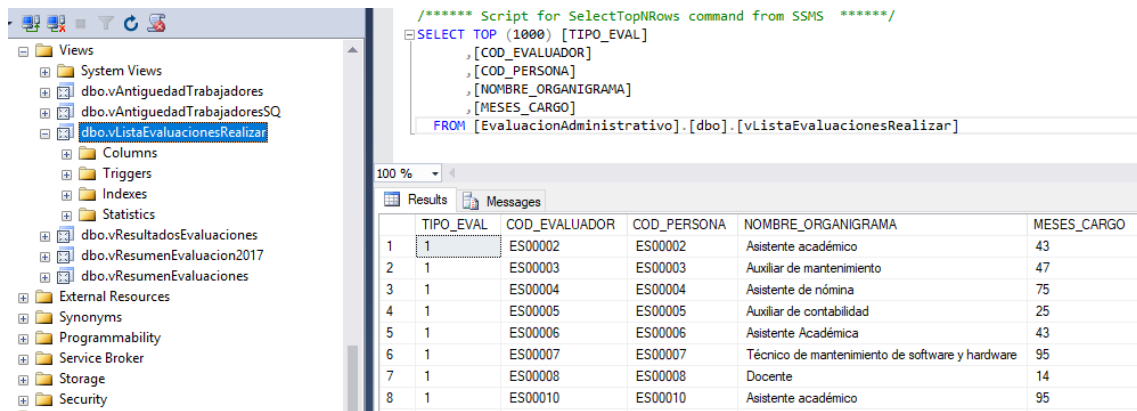 Views
System Views
dbo.vAntiguedadTrabajadores
dbo.vAntiguedadTrabajadoresSQ
dbo.vListaEvaluacionesRealizar
Columns
Triggers
Indexes
Statistics
dbo.vResultadosEvaluaciones
dbo.vResumenEvaluacion2017
dbo.vResumenEvaluaciones
External Resources
Synonyms
Programmability
Service Broker
Storage
Security
/****** Script for SelectTopNRows command from SSMS ******/
SELECT TOP (1000) [TIPO_EVAL]
,[COD_EVALUADOR]
,[COD_PERSONA]
,[NOMBRE_ORGANIGRAMA]
,[MESES_CARGO]
FROM [EvaluacionAdministrativo].[dbo].[vListaEvaluacionesRealizar]
100 %
Results Messages
TIPO_EVAL COD_EVALUADOR COD_PERSONA NOMBRE_ORGANIGRAMA MESES_CARGO
1 1 ES00002 ES00002 Asistente académico 43
2 1 ES00003 ES00003 Auxiliar de mantenimiento 47
3 1 ES00004 ES00004 Asistente de nómina 75
4 1 ES00005 ES00005 Auxiliar de contabilidad 25
5 1 ES00006 ES00006 Asistente Académica 43
6 1 ES00007 ES00007 Técnico de mantenimiento de software y hardware 95
7 1 ES00008 ES00008 Docente 14
8 1 ES00010 ES00010 Asistente académico 95